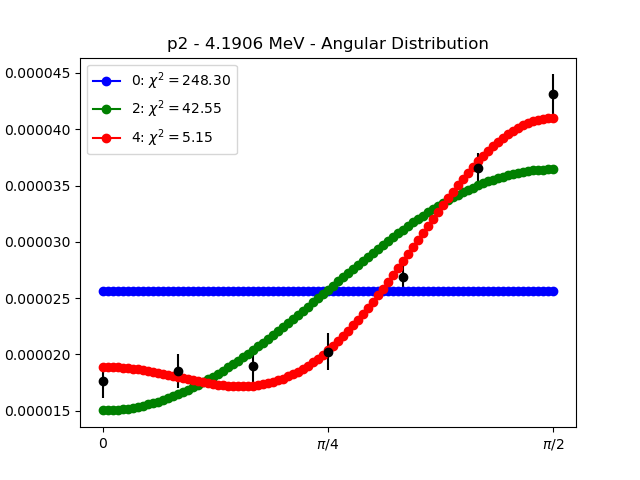 p2 - 4.1906 MeV - Angular Distribution
0.000045
0.000040
0.000035
0.000030
0.000025
0.000020
0.000015
0: χ² = 248.30
2: χ² = 42.55
4: χ² = 5.15
0
π/4
π/2